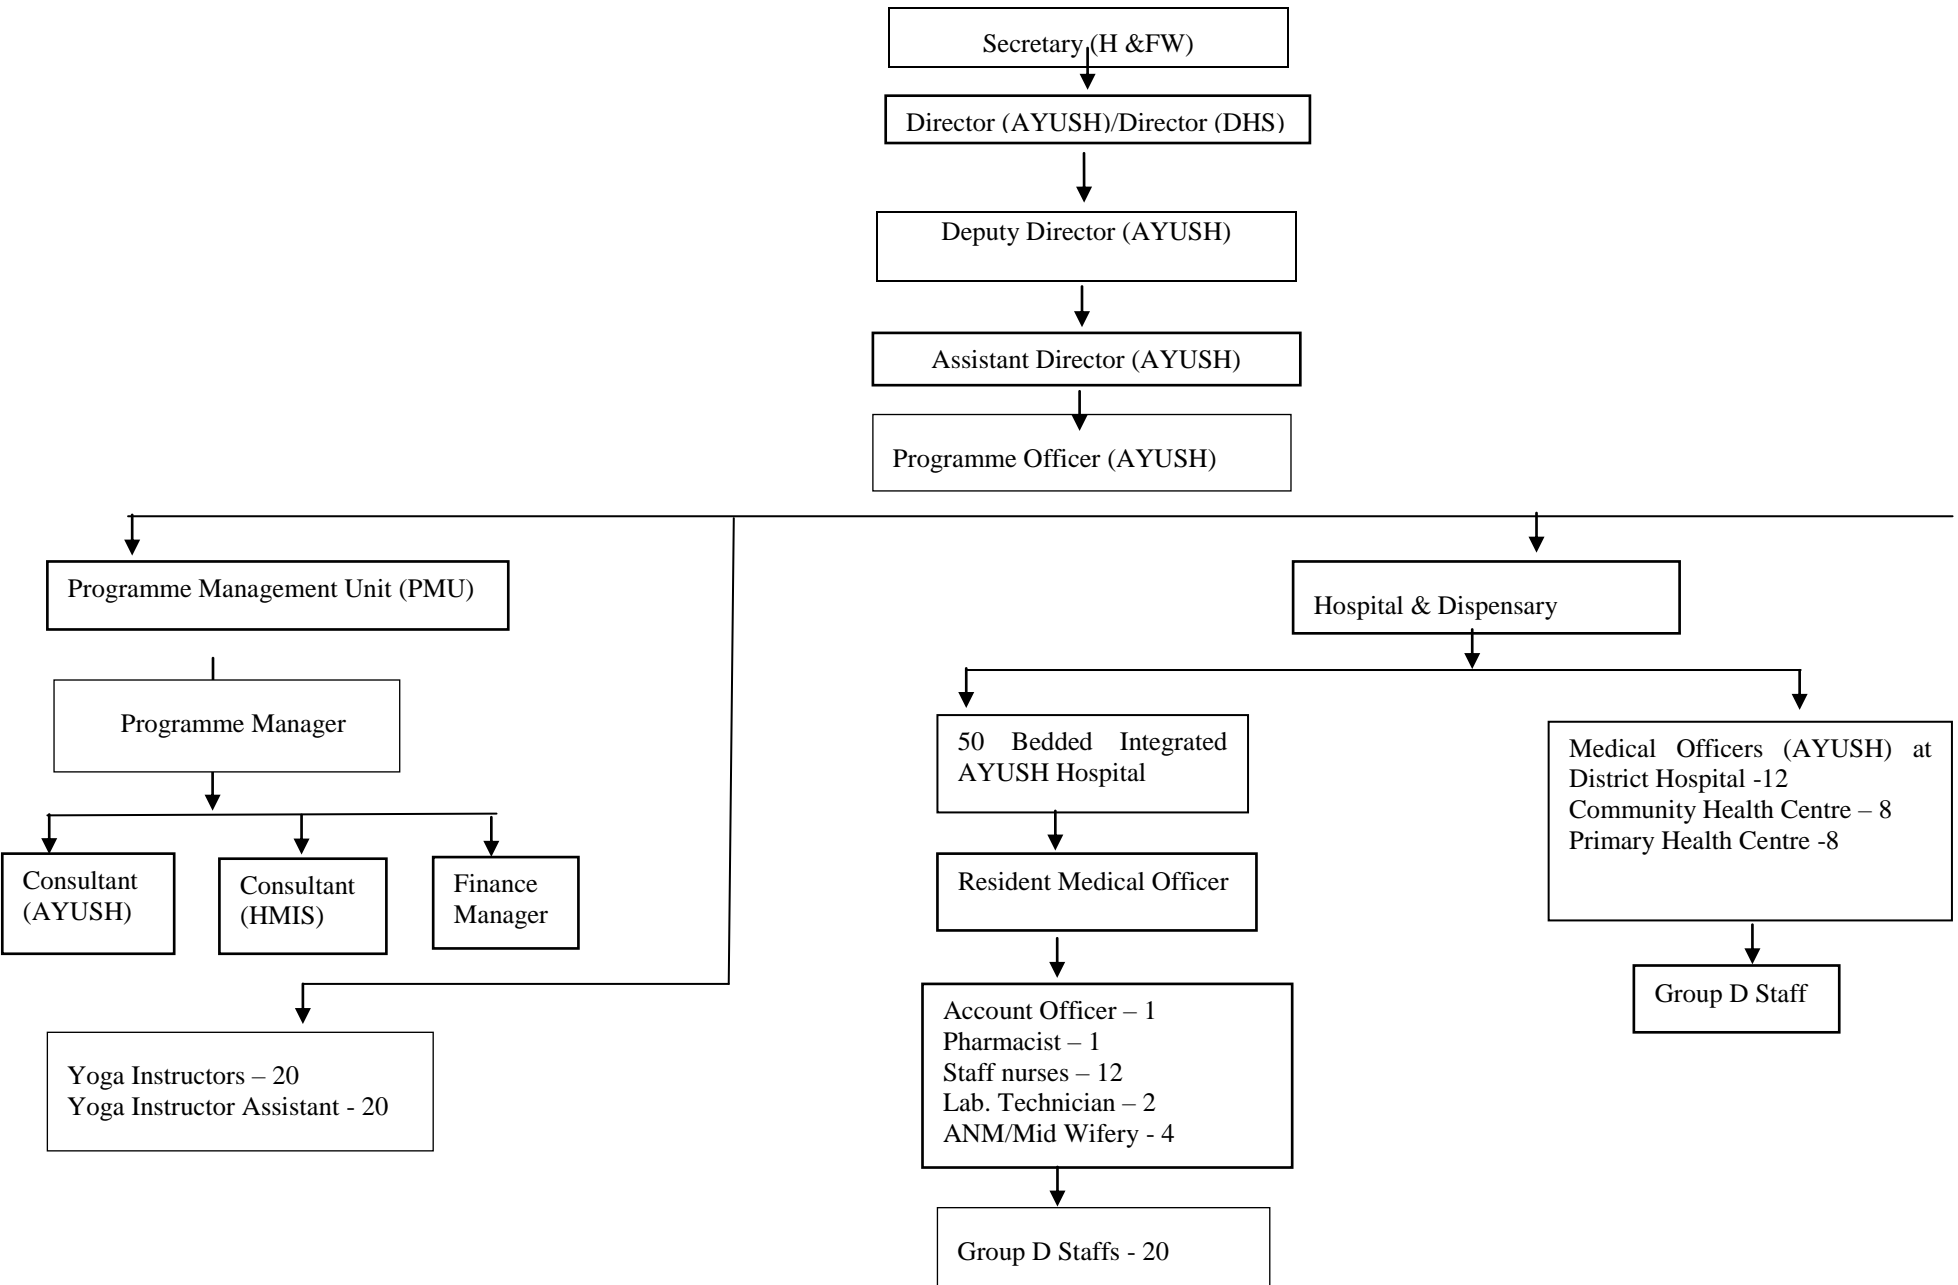 Secretary (H &FW)
Director (AYUSH)/Director (DHS)
Deputy Director (AYUSH)
Assistant Director (AYUSH)
Programme Officer (AYUSH)
Programme Management Unit (PMU)
Hospital & Dispensary
Programme Manager
50 Bedded Integrated
AYUSH Hospital
Medical Officers (AYUSH) at
District Hospital -12
Community Health Centre – 8
Primary Health Centre -8
Consultant
(AYUSH)
Consultant
(HMIS)
Finance
Manager
Resident Medical Officer
Group D Staff
Yoga Instructors – 20
Yoga Instructor Assistant - 20
Account Officer – 1
Pharmacist – 1
Staff nurses – 12
Lab. Technician – 2
ANM/Mid Wifery - 4
Group D Staffs - 20